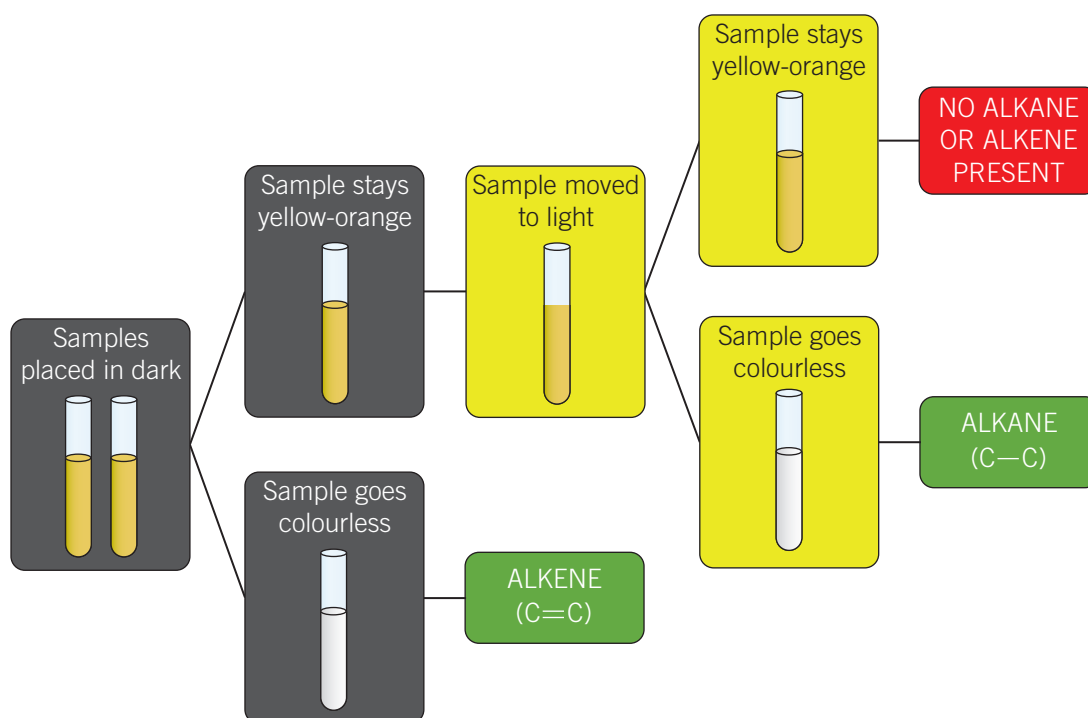 Samples
placed in dark
Sample stays
yellow-orange
Sample goes
colourless
Sample moved
to light
ALKENE
(C=C)
Sample stays
yellow-orange
Sample goes
colourless
NO ALKANE
OR ALKENE
PRESENT
ALKANE
(C—C)